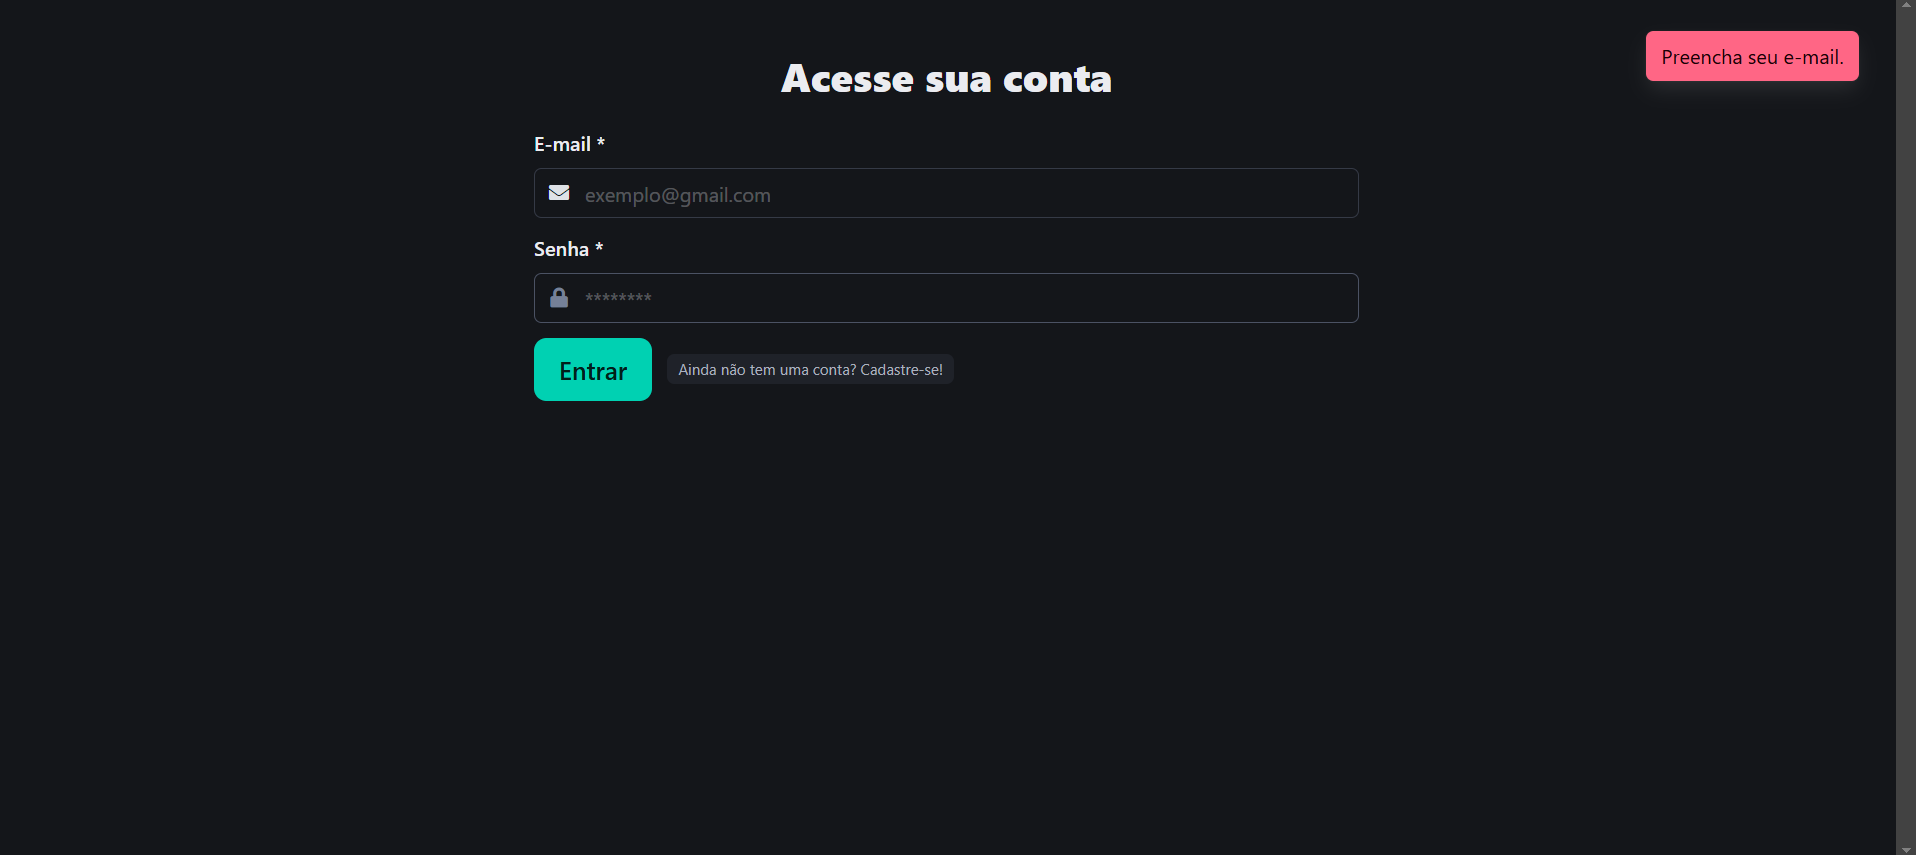 Preencha seu e-mail.
Acesse sua conta
E-mail *
exemplo@gmail.com
Senha *
********
Entrar
Ainda não tem uma conta? Cadastre-se!